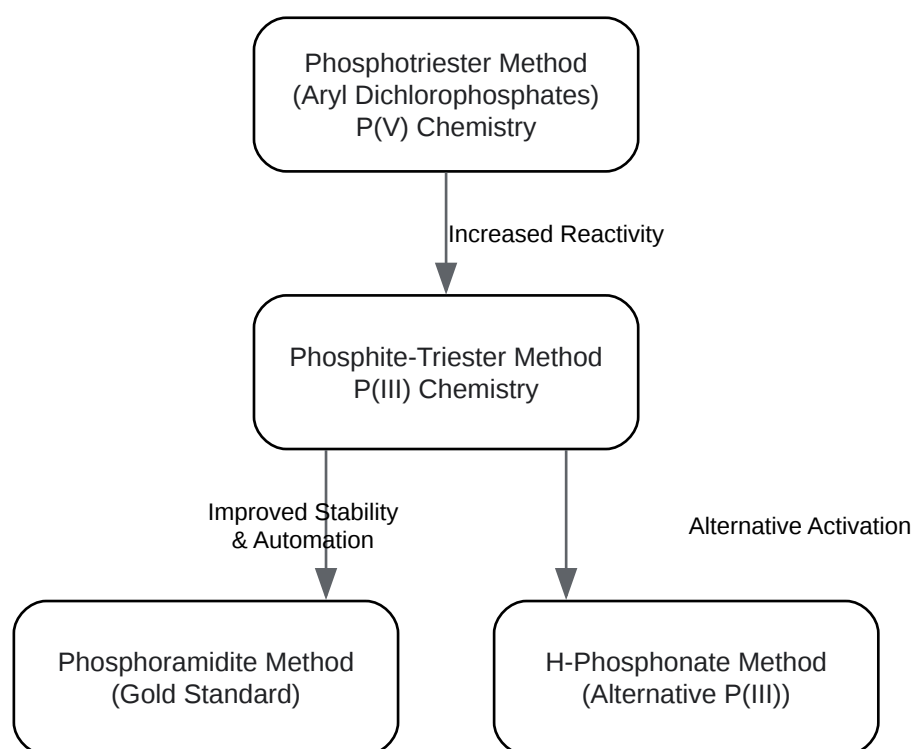 Phosphotriester Method
(Aryl Dichlorophosphates)
P(V) Chemistry
Increased Reactivity
Phosphite-Triester Method
P(III) Chemistry
Improved Stability
& Automation
Alternative Activation
Phosphoramidite Method
(Gold Standard)
H-Phosphonate Method
(Alternative P(III))